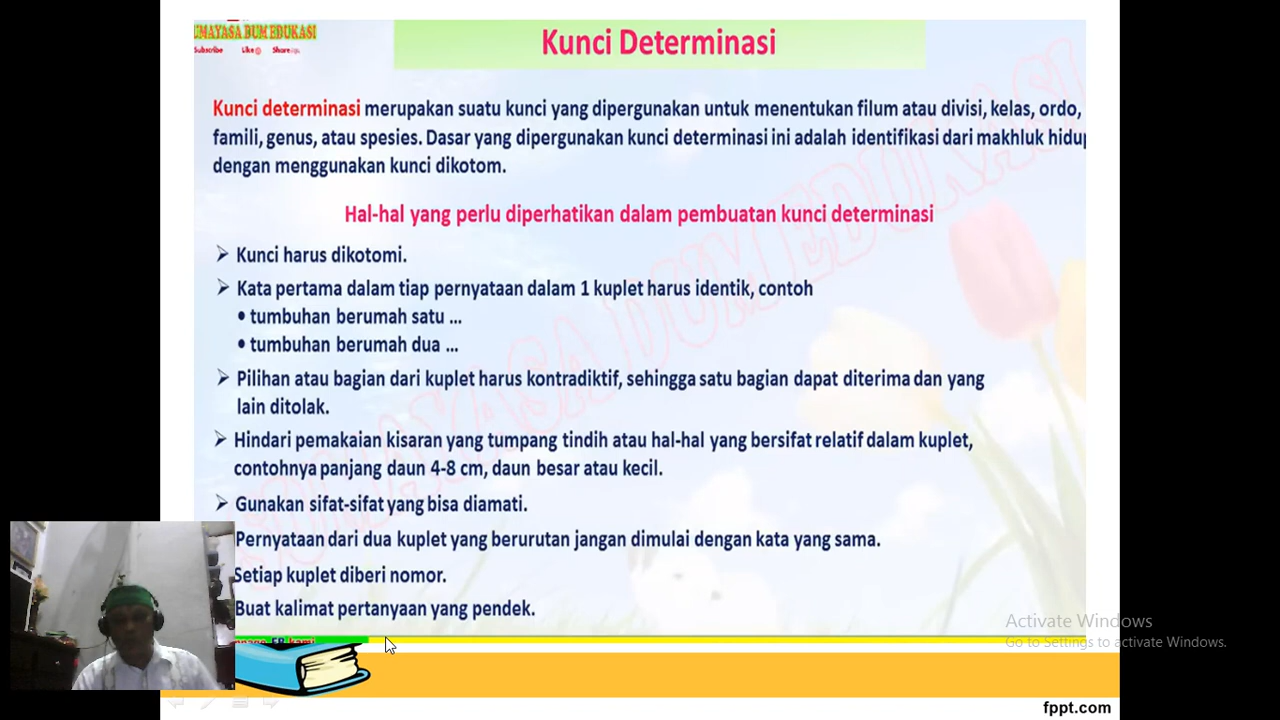 UMAYASA BUM EDUKASI
Subscribe Like Share
Kunci Determinasi
Kunci determinasi merupakan suatu kunci yang dipergunakan untuk menentukan filum atau divisi, kelas, ordo,
famili, genus, atau spesies. Dasar yang dipergunakan kunci determinasi ini adalah identifikasi dari makhluk hidup
dengan menggunakan kunci dikotom.
Hal-hal yang perlu diperhatikan dalam pembuatan kunci determinasi
➢ Kunci harus dikotomi.
➢ Kata pertama dalam tiap pernyataan dalam 1 kuplet harus identik, contoh
• tumbuhan berumah satu ...
• tumbuhan berumah dua ...
➢ Pilihan atau bagian dari kuplet harus kontradiktif, sehingga satu bagian dapat diterima dan yang
lain ditolak.
➢ Hindari pemakaian kisaran yang tumpang tindih atau hal-hal yang bersifat relatif dalam kuplet,
contohnya panjang daun 4-8 cm, daun besar atau kecil.
➢ Gunakan sifat-sifat yang bisa diamati.
Pernyataan dari dua kuplet yang berurutan jangan dimulai dengan kata yang sama.
Setiap kuplet diberi nomor.
Buat kalimat pertanyaan yang pendek.
FB kami
Activate Windows
Go to Settings to activate Windows.
fppt.com